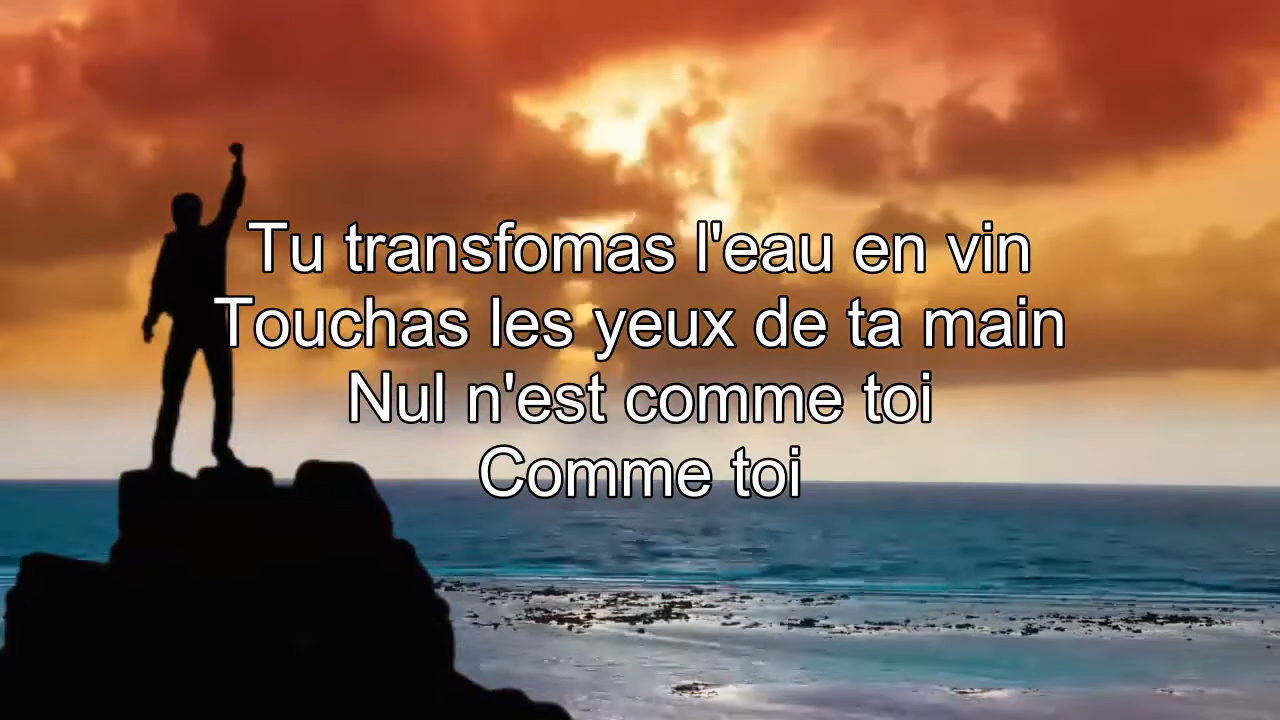 Tu transfomas l'eau en vin
Touchas les yeux de ta main
Nul n'est comme toi
Comme toi